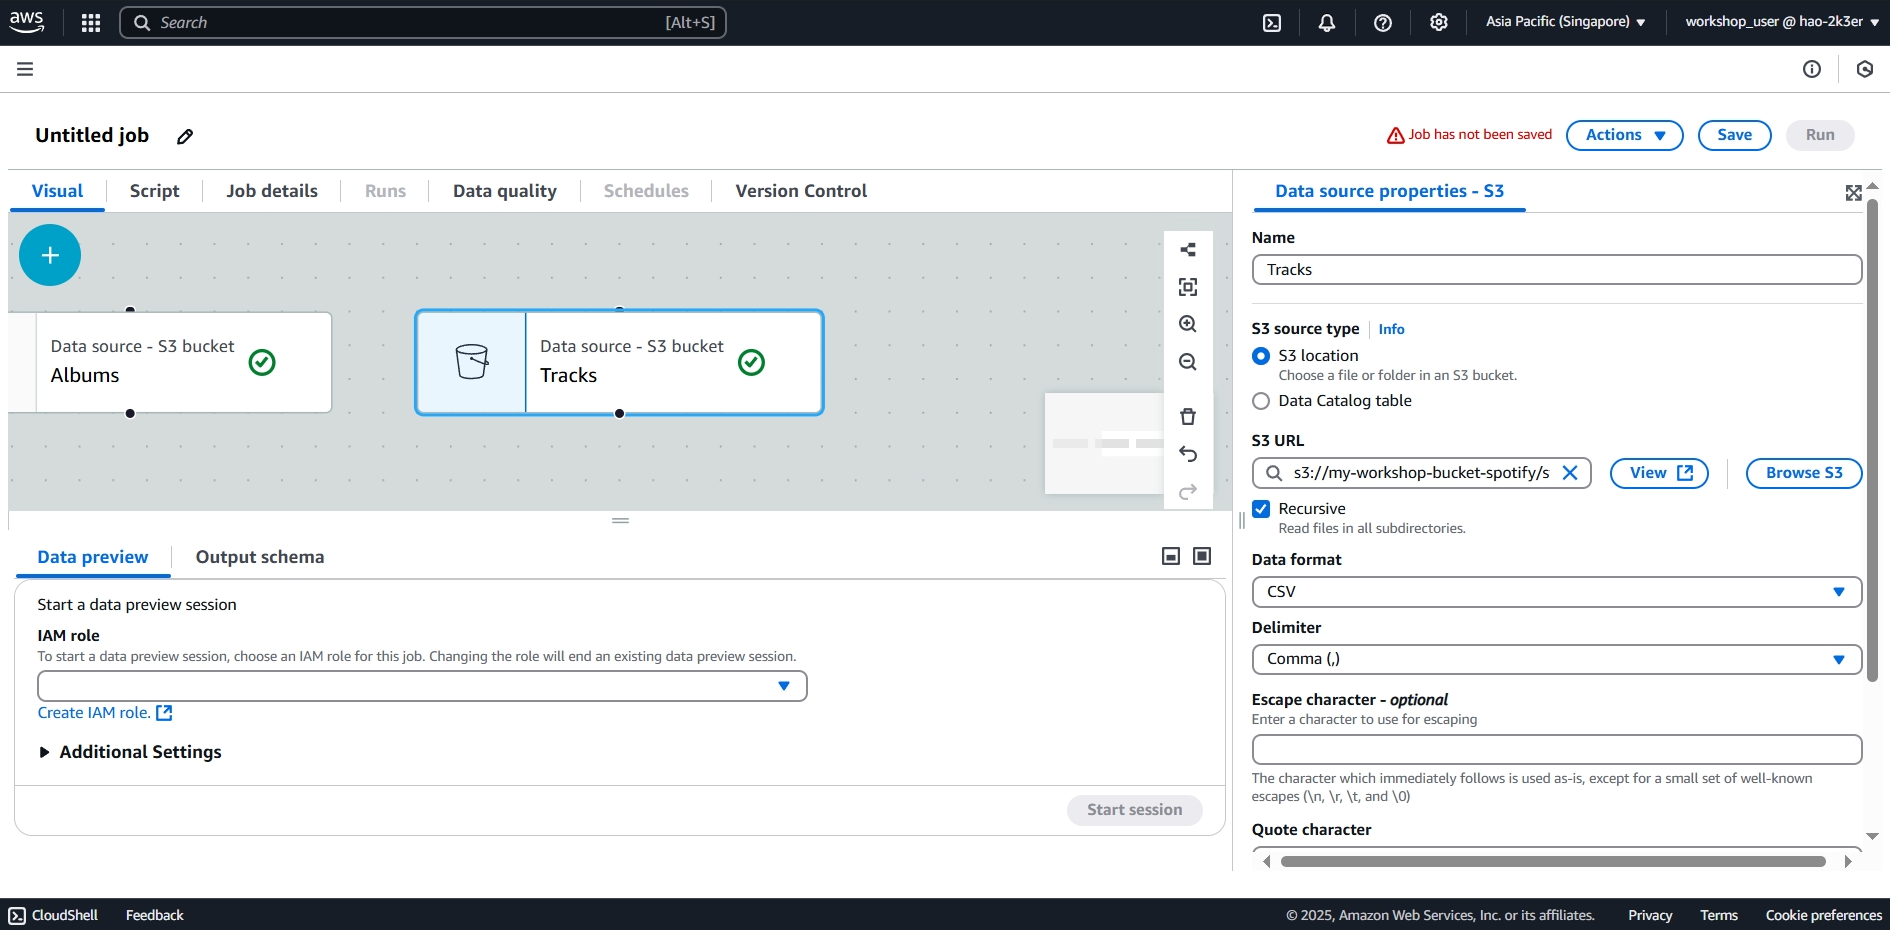 aws
Search [Alt+S]
Asia Pacific (Singapore)
workshop_user @ hao-2k3er
Untitled job
Job has not been saved
Actions
Save
Run
Visual
Script
Job details
Runs
Data quality
Schedules
Version Control
Data source - S3 bucket
Albums
Data source - S3 bucket
Tracks
Data preview
Output schema
Start a data preview session
IAM role
To start a data preview session, choose an IAM role for this job. Changing the role will end an existing data preview session.
Create IAM role.
Additional Settings
Start session
Data source properties - S3
Name
Tracks
S3 source type
Info
S3 location
Choose a file or folder in an S3 bucket.
Data Catalog table
S3 URL
s3://my-workshop-bucket-spotify/s
View
Browse S3
Recursive
Read files in all subdirectories.
Data format
CSV
Delimiter
Comma (,)
Escape character - optional
Enter a character to use for escaping
The character which immediately follows is used as-is, except for a small set of well-known
escapes (\n, \r, \t, and \0)
Quote character
CloudShell
Feedback
© 2025, Amazon Web Services, Inc. or its affiliates.
Privacy
Terms
Cookie preferences